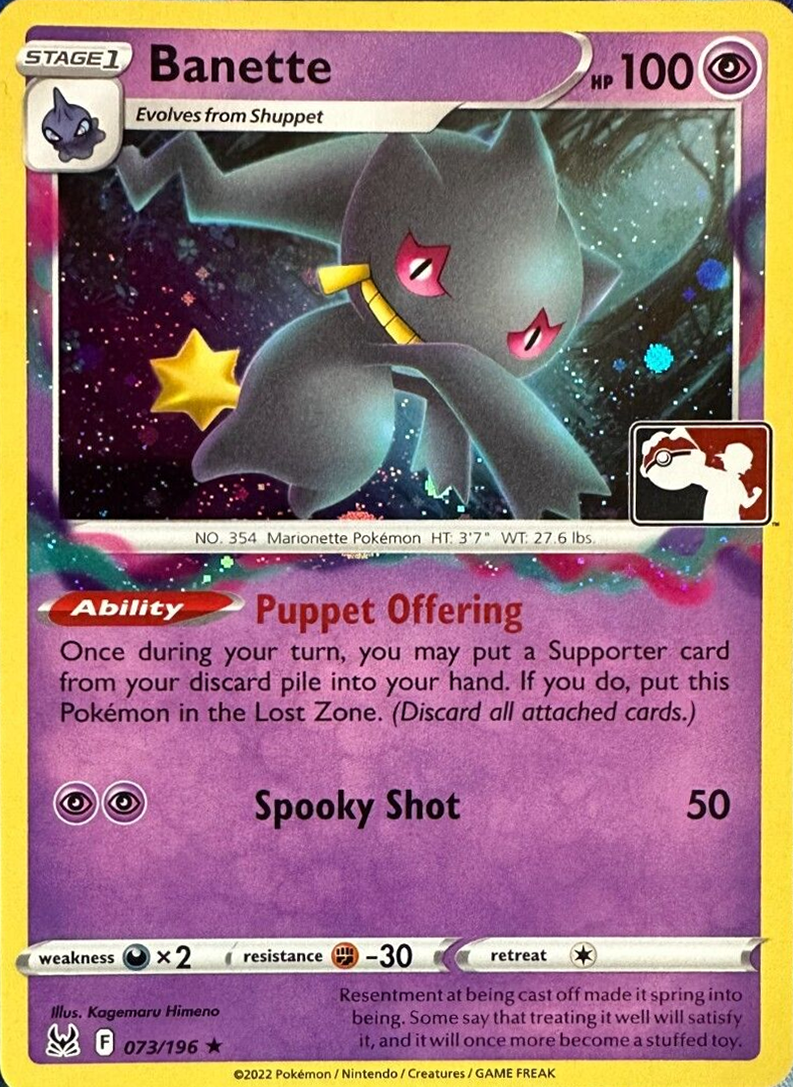 STAGE1
Banette
HP 100
Evolves from Shuppet
NO. 354 Marionette Pokémon HT: 3'7" WT: 27.6 lbs.
TM
Ability Puppet Offering
Once during your turn, you may put a Supporter card
from your discard pile into your hand. If you do, put this
Pokémon in the Lost Zone. (Discard all attached cards.)
Spooky Shot 50
weakness ×2 resistance -30 retreat
Illus. Kagemaru Himeno
Resentment at being cast off made it spring into
being. Some say that treating it well will satisfy
it, and it will once more become a stuffed toy.
F 073/196 ★
©2022 Pokémon / Nintendo / Creatures / GAME FREAK